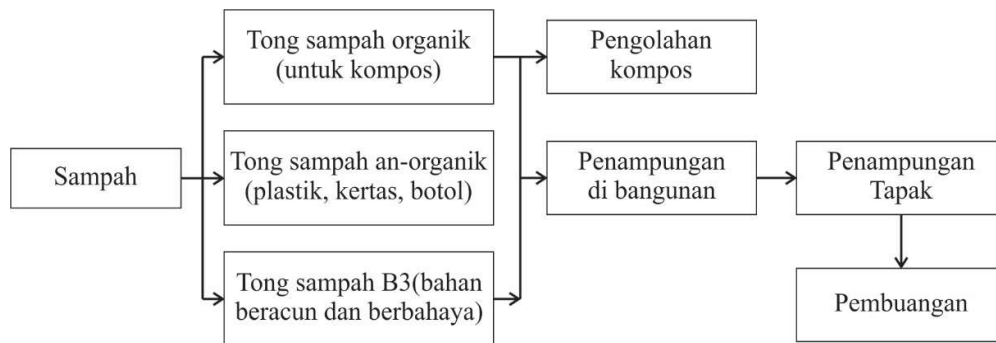 Sampah
Tong sampah organik
(untuk kompos)
Tong sampah an-organik
(plastik, kertas, botol)
Tong sampah B3(bahan
beracun dan berbahaya)
Pengolahan
kompos
Penampungan
di bangunan
Penampungan
Tapak
Pembuangan